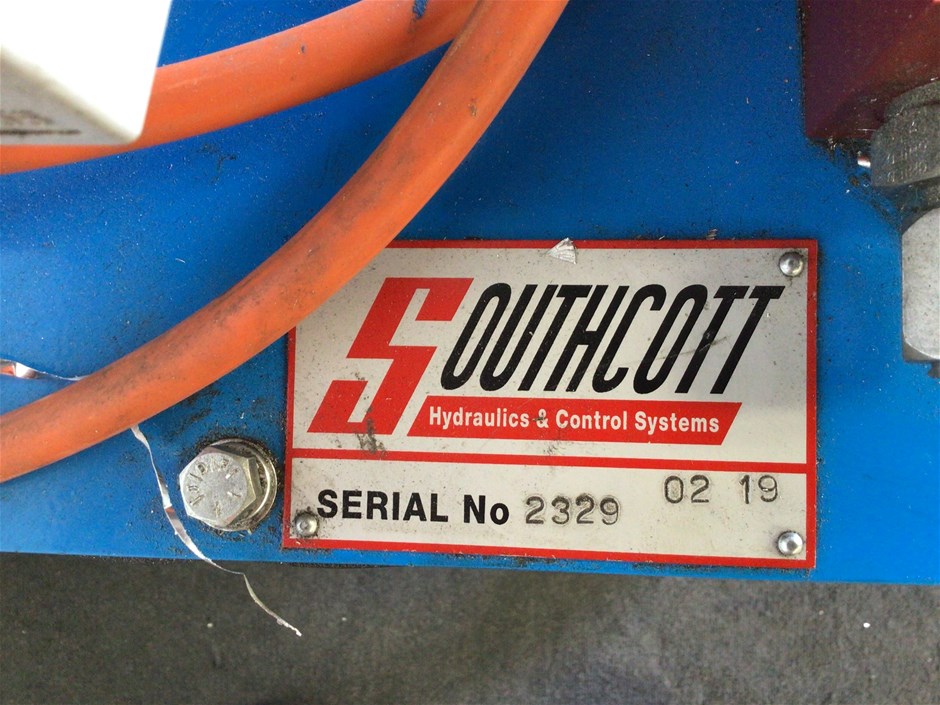 SOUTHCOTT
Hydraulics & Control Systems
SERIAL No 2329 02 19